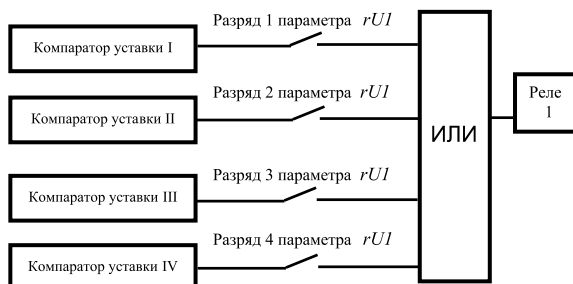 Разряд 1 параметра rU1
Компаратор уставки I
Разряд 2 параметра rU1
Компаратор уставки II
ИЛИ
Реле
1
Разряд 3 параметра rU1
Компаратор уставки III
Разряд 4 параметра rU1
Компаратор уставки IV